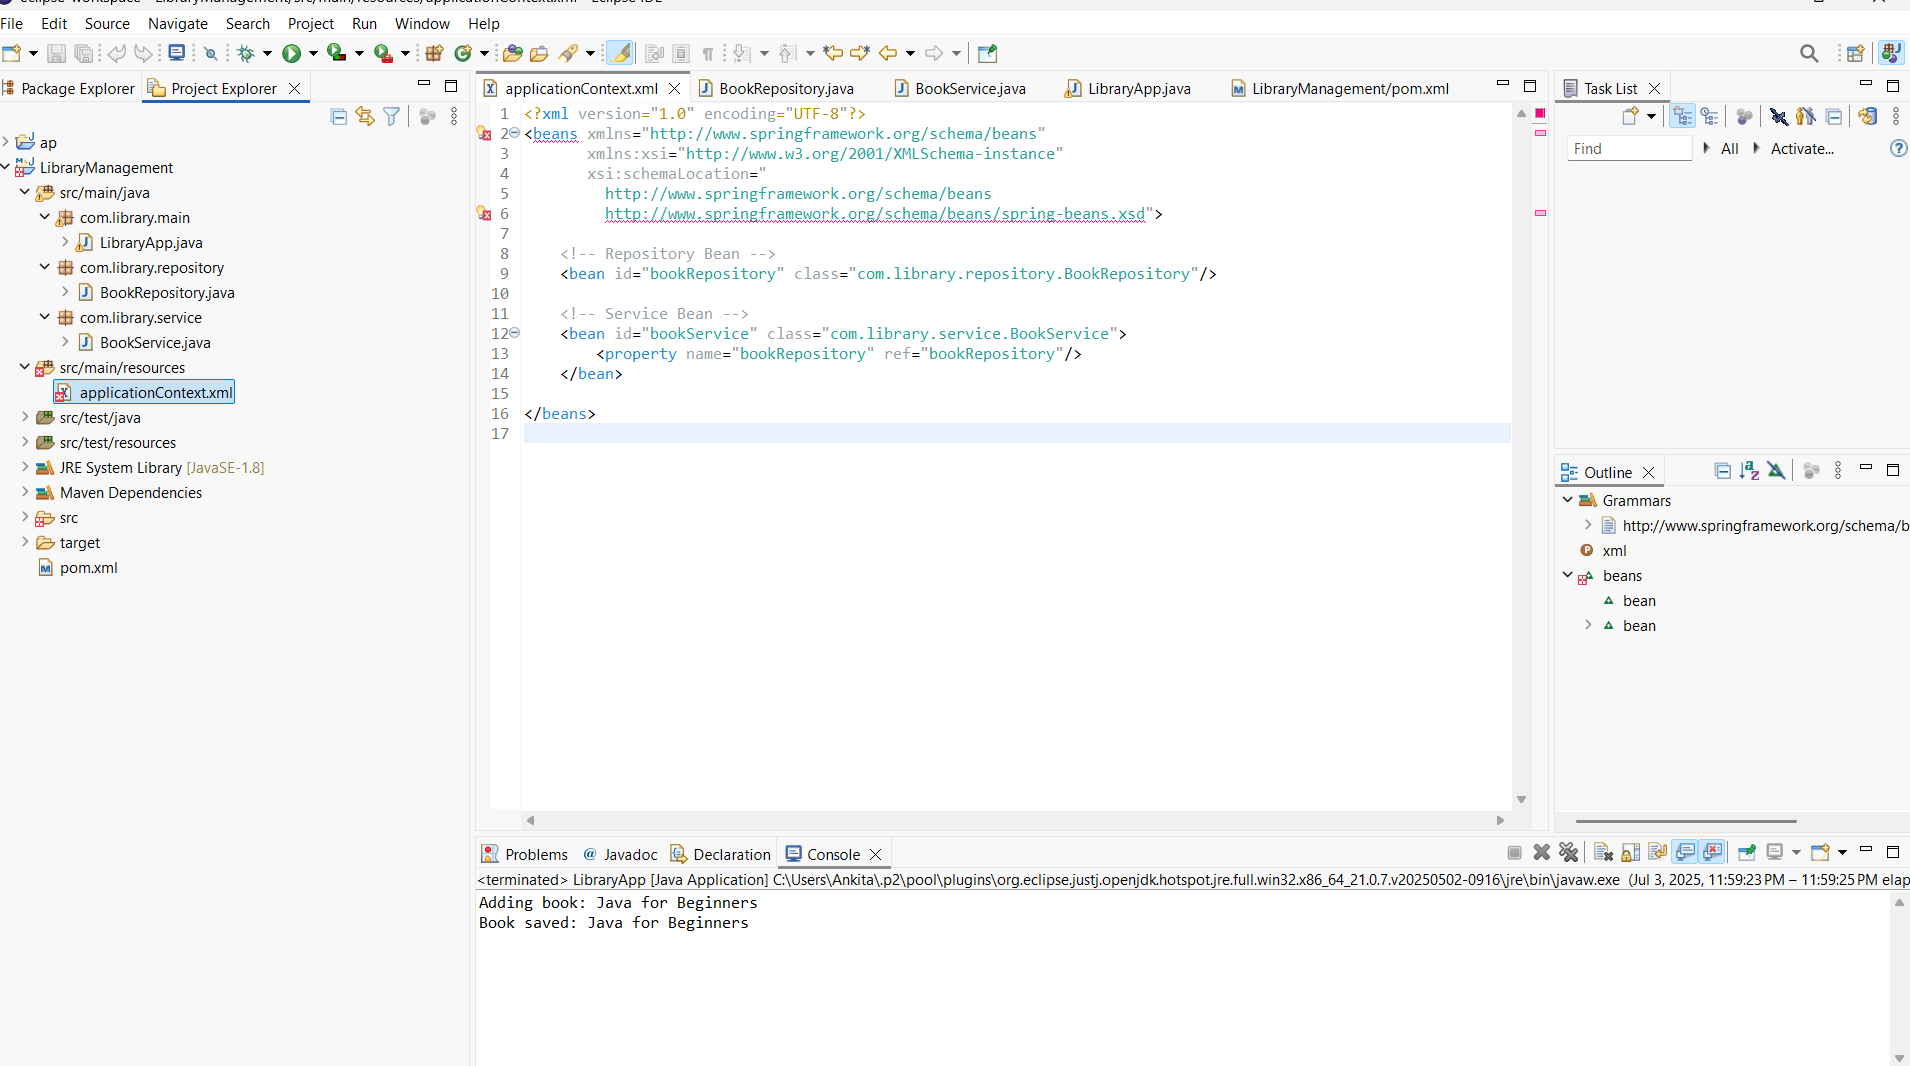 eclipse-workspace - LibraryManagement/src/main/resources/applicationContext.xml - Eclipse IDE
File Edit Source Navigate Search Project Run Window Help
Package Explorer
Project Explorer
ap
LibraryManagement
src/main/java
com.library.main
LibraryApp.java
com.library.repository
BookRepository.java
com.library.service
BookService.java
src/main/resources
applicationContext.xml
src/test/java
src/test/resources
JRE System Library [JavaSE-1.8]
Maven Dependencies
src
target
pom.xml
applicationContext.xml BookRepository.java BookService.java LibraryApp.java LibraryManagement/pom.xml
1 <?xml version="1.0" encoding="UTF-8"?>
2 <beans xmlns="http://www.springframework.org/schema/beans"
3 xmlns:xsi="http://www.w3.org/2001/XMLSchema-instance"
4 xsi:schemaLocation="
5 http://www.springframework.org/schema/beans
6 http://www.springframework.org/schema/beans/spring-beans.xsd">
7
8 <!-- Repository Bean -->
9 <bean id="bookRepository" class="com.library.repository.BookRepository"/>
10
11 <!-- Service Bean -->
12 <bean id="bookService" class="com.library.service.BookService">
13 <property name="bookRepository" ref="bookRepository"/>
14 </bean>
15
16 </beans>
17
Task List
Find All Activate...
Outline
Grammars
http://www.springframework.org/schema/b
xml
beans
bean
bean
Problems Javadoc Declaration Console
<terminated> LibraryApp [Java Application] C:\Users\Ankita\.p2\pool\plugins\org.eclipse.justj.openjdk.hotspot.jre.full.win32.x86_64_21.0.7.v20250502-0916\jre\bin\javaw.exe (Jul 3, 2025, 11:59:23 PM – 11:59:25 PM elap
Adding book: Java for Beginners
Book saved: Java for Beginners